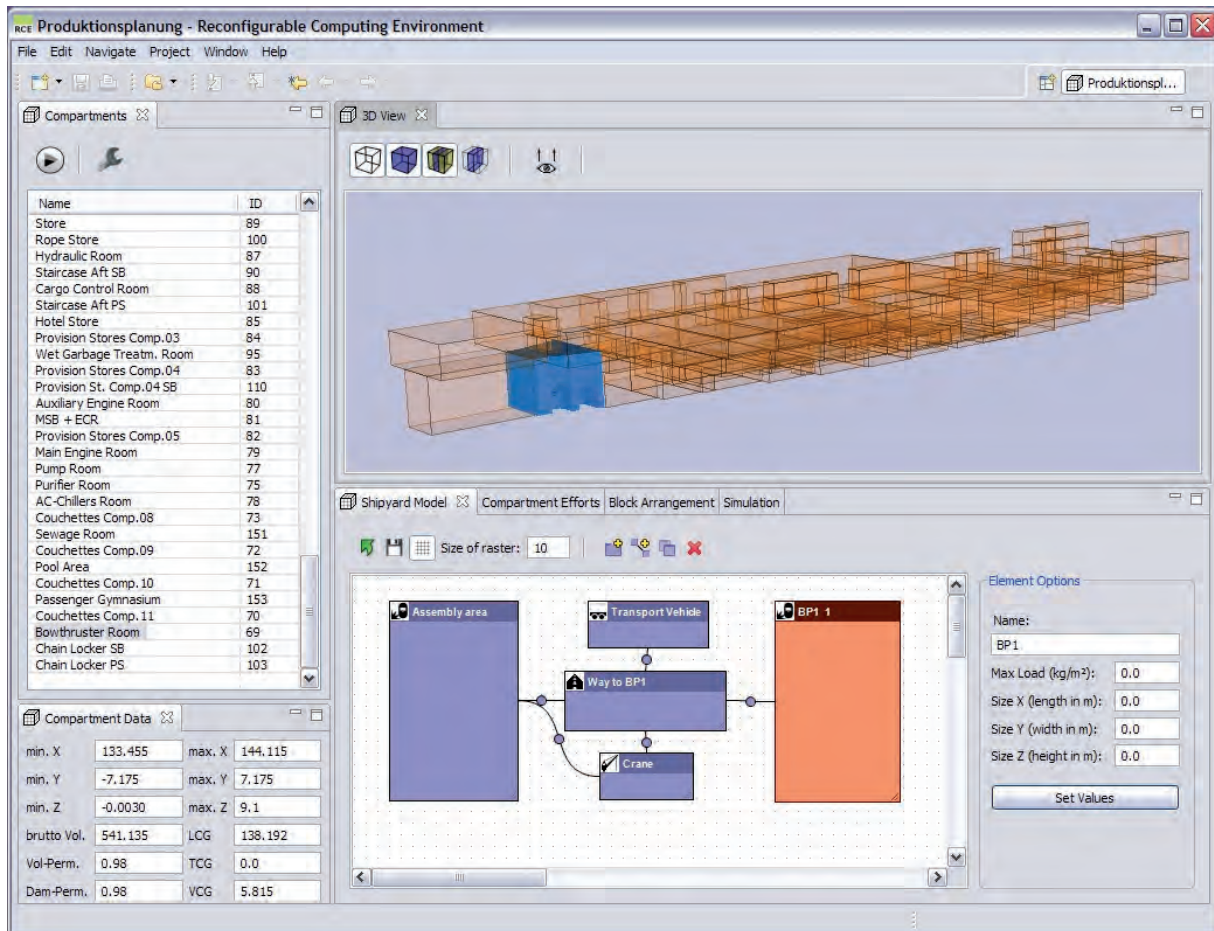 RCE Produktionsplanung - Reconfigurable Computing Environment
File Edit Navigate Project Window Help
Produktionspl...
Compartments
Name ID
Store 89
Rope Store 100
Hydraulic Room 87
Staircase Aft SB 90
Cargo Control Room 88
Staircase Aft PS 101
Hotel Store 85
Provision Stores Comp.03 84
Wet Garbage Treatm. Room 95
Provision Stores Comp.04 83
Provision St. Comp.04 SB 110
Auxiliary Engine Room 80
MSB + ECR 81
Provision Stores Comp.05 82
Main Engine Room 79
Pump Room 77
Purifier Room 75
AC-Chillers Room 78
Couchettes Comp.08 73
Sewage Room 151
Couchettes Comp.09 72
Pool Area 152
Couchettes Comp.10 71
Passenger Gymnasium 153
Couchettes Comp.11 70
Bowthruster Room 69
Chain Locker SB 102
Chain Locker PS 103
Compartment Data
min. X 133.455 max. X 144.115
min. Y -7.175 max. Y 7.175
min. Z -0.0030 max. Z 9.1
brutto Vol. 541.135 LCG 138.192
Vol-Perm. 0.98 TCG 0.0
Dam-Perm. 0.98 VCG 5.815
3D View
Shipyard Model Compartment Efforts Block Arrangement Simulation
Size of raster: 10
Assembly area
Transport Vehicle
BP1 1
Way to BP1
Crane
Element Options
Name:
BP1
Max Load (kg/m²): 0.0
Size X (length in m): 0.0
Size Y (width in m): 0.0
Size Z (height in m): 0.0
Set Values